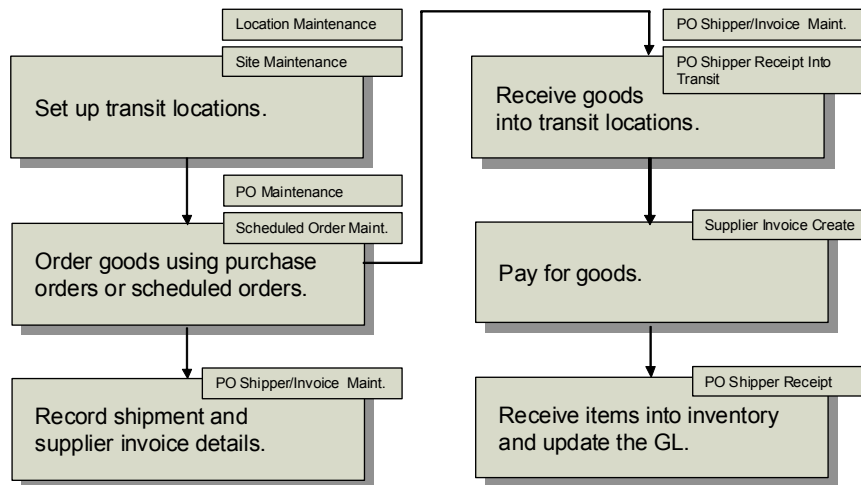 Location Maintenance
Site Maintenance
Set up transit locations.
PO Maintenance
Scheduled Order Maint.
Order goods using purchase
orders or scheduled orders.
PO Shipper/Invoice Maint.
Record shipment and
supplier invoice details.
PO Shipper/Invoice Maint.
PO Shipper Receipt Into
Transit
Receive goods
into transit locations.
Supplier Invoice Create
Pay for goods.
PO Shipper Receipt
Receive items into inventory
and update the GL.